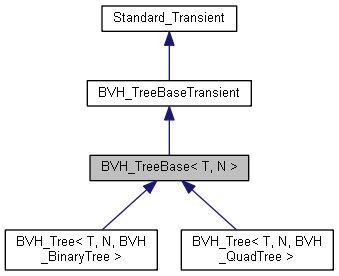 Standard_Transient
BVH_TreeBaseTransient
BVH_TreeBase< T, N >
BVH_Tree< T, N, BVH
_BinaryTree >
BVH_Tree< T, N, BVH
_QuadTree >